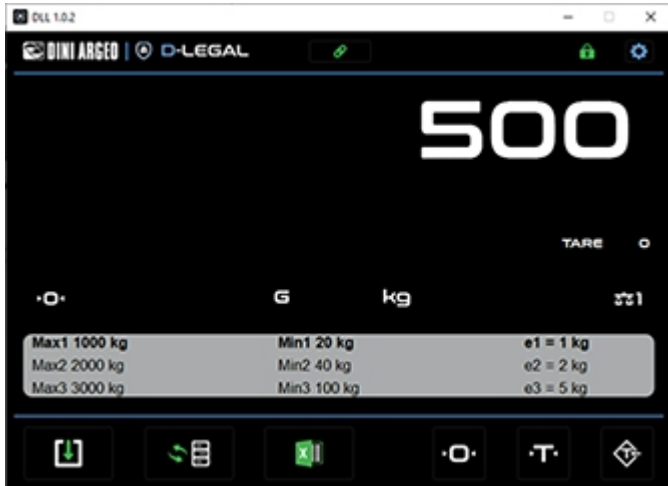 DLL 1.0.2
DINI ARGEO | D-LEGAL
500
TARE 0
·0· G kg 1
Max1 1000 kg Min1 20 kg e1 = 1 kg
Max2 2000 kg Min2 40 kg e2 = 2 kg
Max3 3000 kg Min3 100 kg e3 = 5 kg
·0· ·T· T